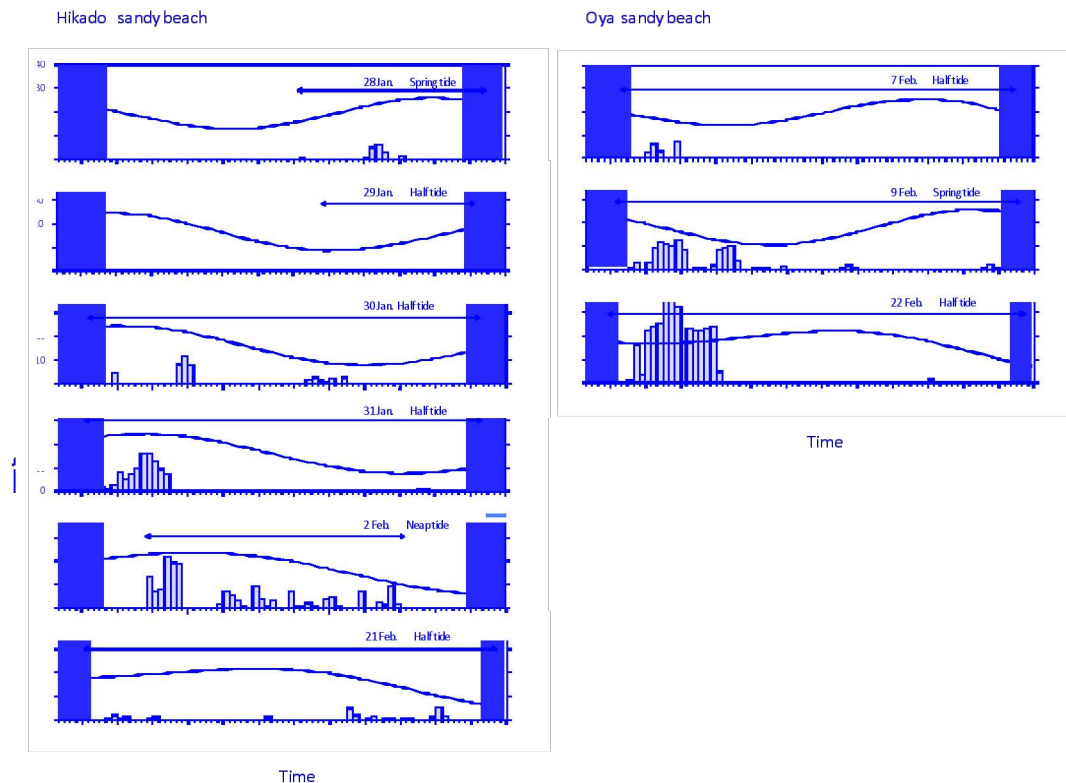 Hikado sandy beach
40
30
28 Jan. Spring tide
29 Jan. Half tide
30 Jan. Half tide
10
31 Jan. Half tide
0
2 Feb. Neap tide
21 Feb. Half tide
Time
Oya sandy beach
7 Feb. Half tide
9 Feb. Spring tide
22 Feb. Half tide
Time